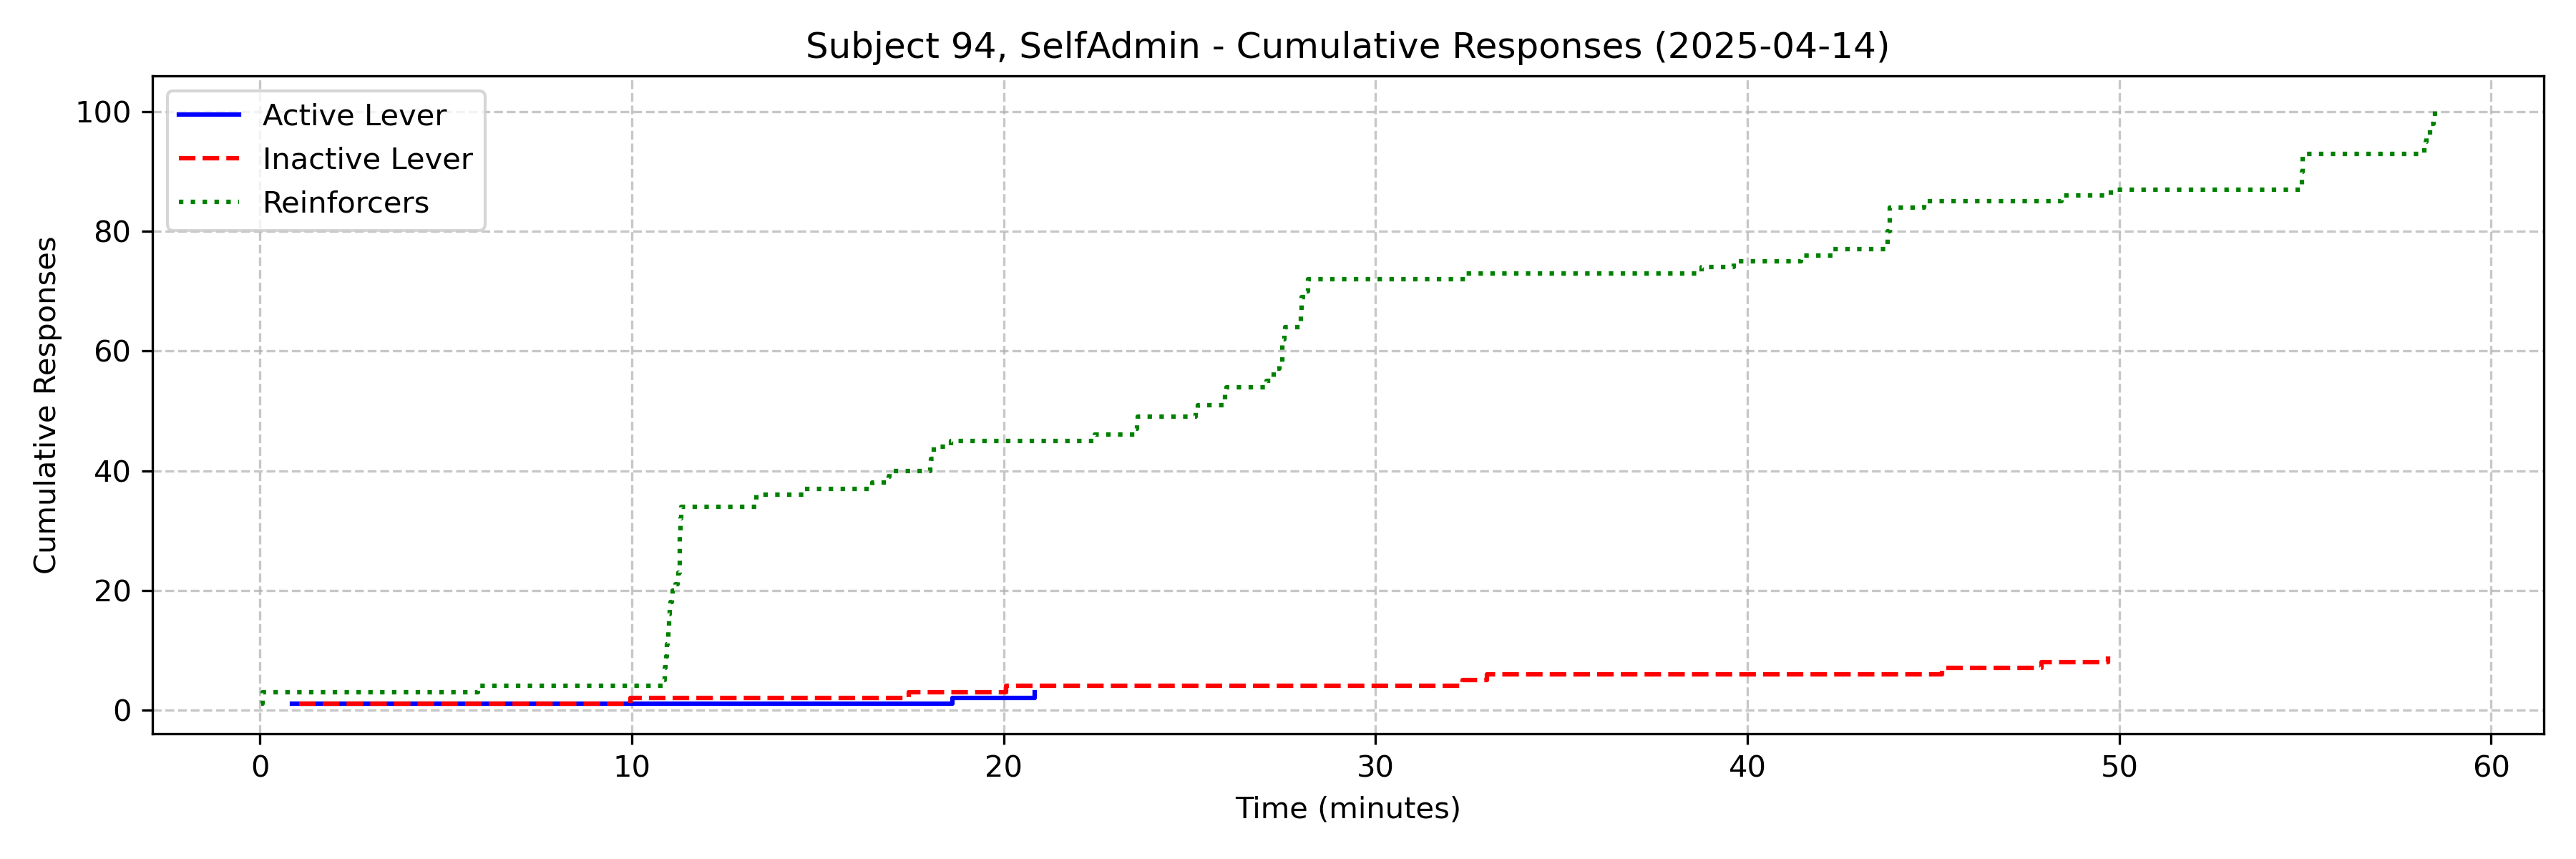 Subject 94, SelfAdmin - Cumulative Responses (2025-04-14)
Active Lever
Inactive Lever
Reinforcers
Cumulative Responses
100
80
60
40
20
0
0 10 20 30 40 50 60
Time (minutes)